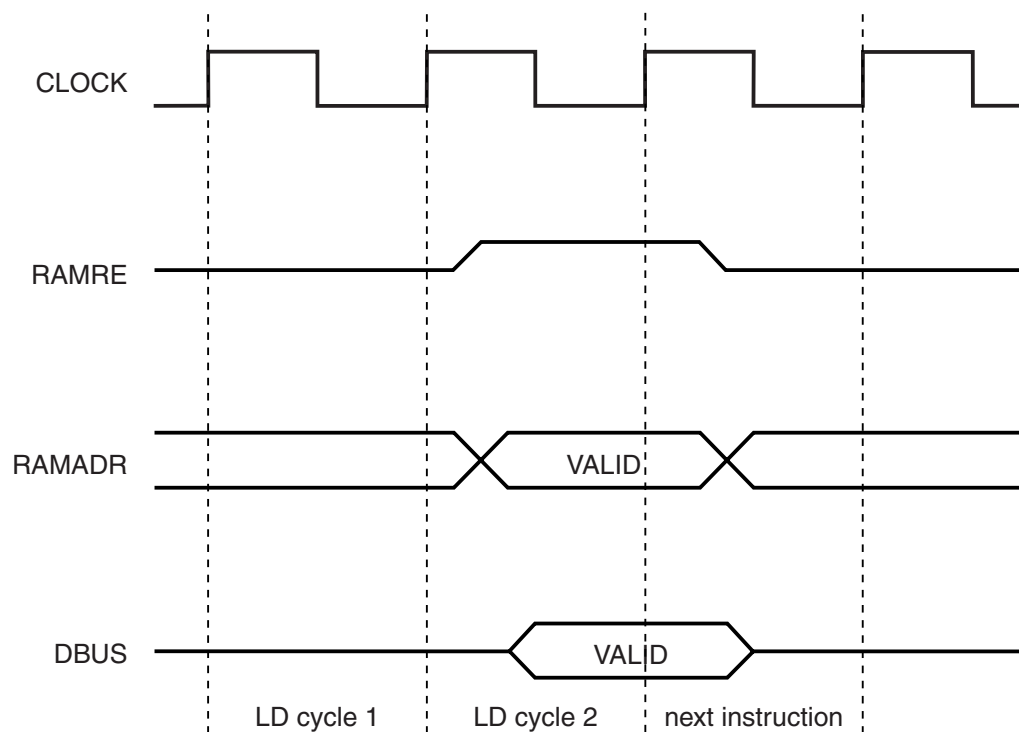 CLOCK
RAMRE
RAMADR
VALID
DBUS
VALID
LD cycle 1
LD cycle 2
next instruction